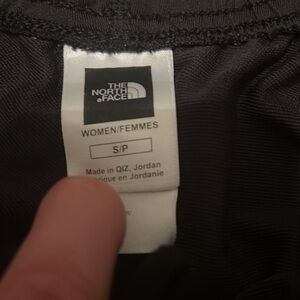 THE
NORTH
FACE
WOMEN/FEMMES
S/P
Made in QIZ, Jordan
en Jordanie